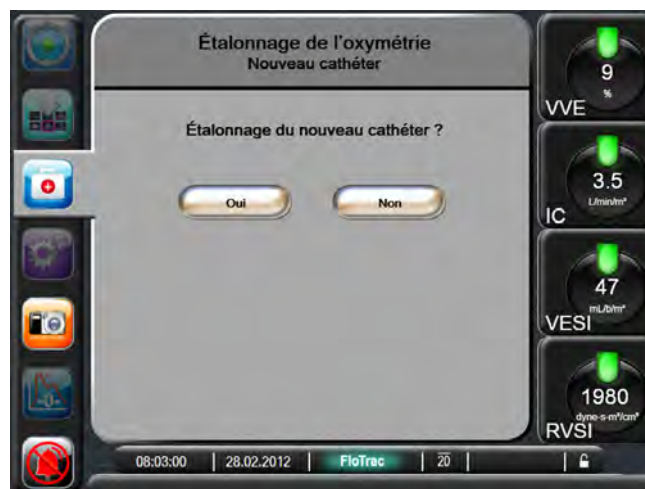 Étalonnage de l'oxymétrie
Nouveau cathéter
Étalonnage du nouveau cathéter ?
Oui
Non
9
%
VVE
3.5
L/min/m²
IC
47
mL/b/m²
VESI
1980
dyne-s-m²/cm⁵
RVSI
-0-
08:03:00 | 28.02.2012 | FloTrac | 20 |